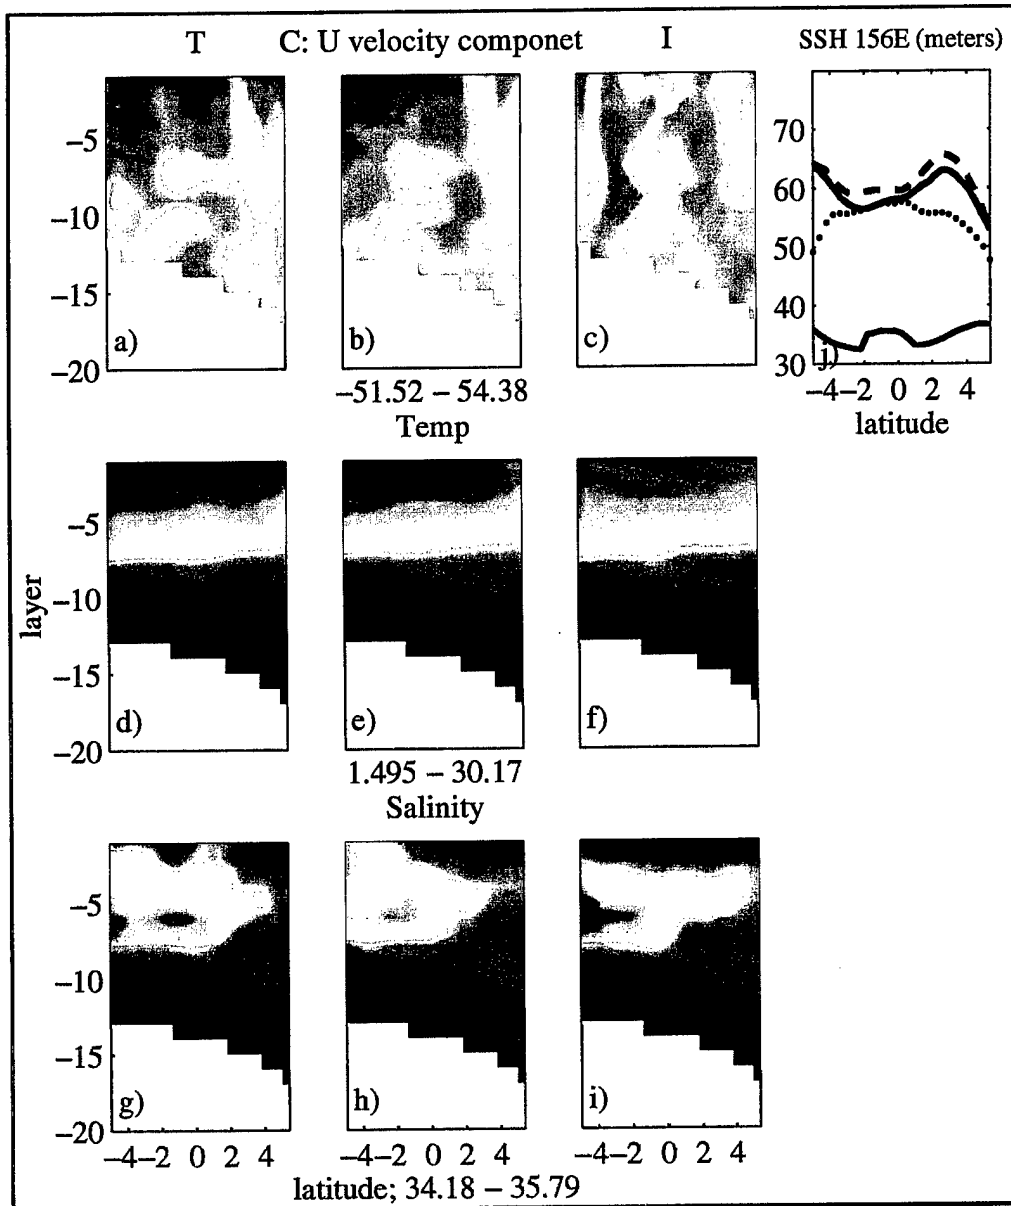 T C: U velocity componet I SSH 156E (meters)
−5
−10
−15
−20
a)
b)
c)
70
60
50
40
30
j)
−4 −2 0 2 4
latitude
−51.52 − 54.38
Temp
layer
−5
−10
−15
−20
d)
e)
f)
1.495 − 30.17
Salinity
−5
−10
−15
−20
g)
h)
i)
−4 −2 0 2 4
−4 −2 0 2 4
−4 −2 0 2 4
latitude; 34.18 − 35.79